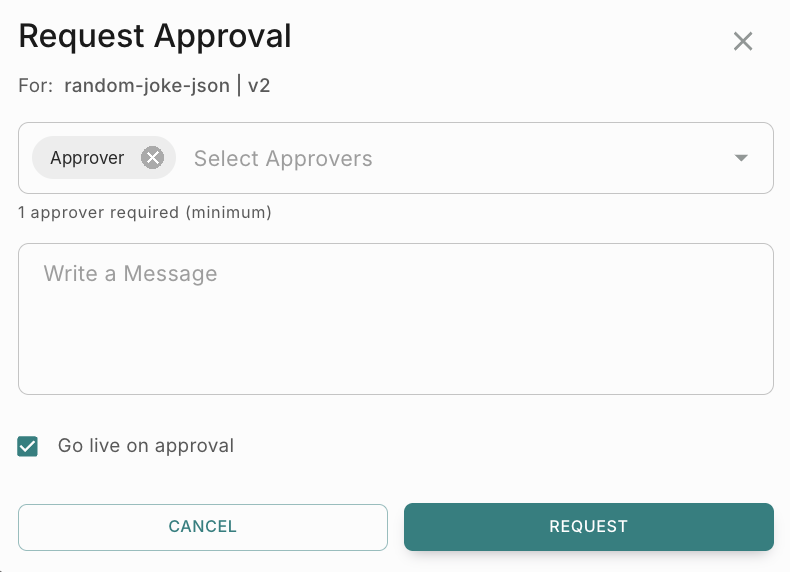 Request Approval
For: random-joke-json | v2
Approver Select Approvers
1 approver required (minimum)
Write a Message
Go live on approval
CANCEL REQUEST